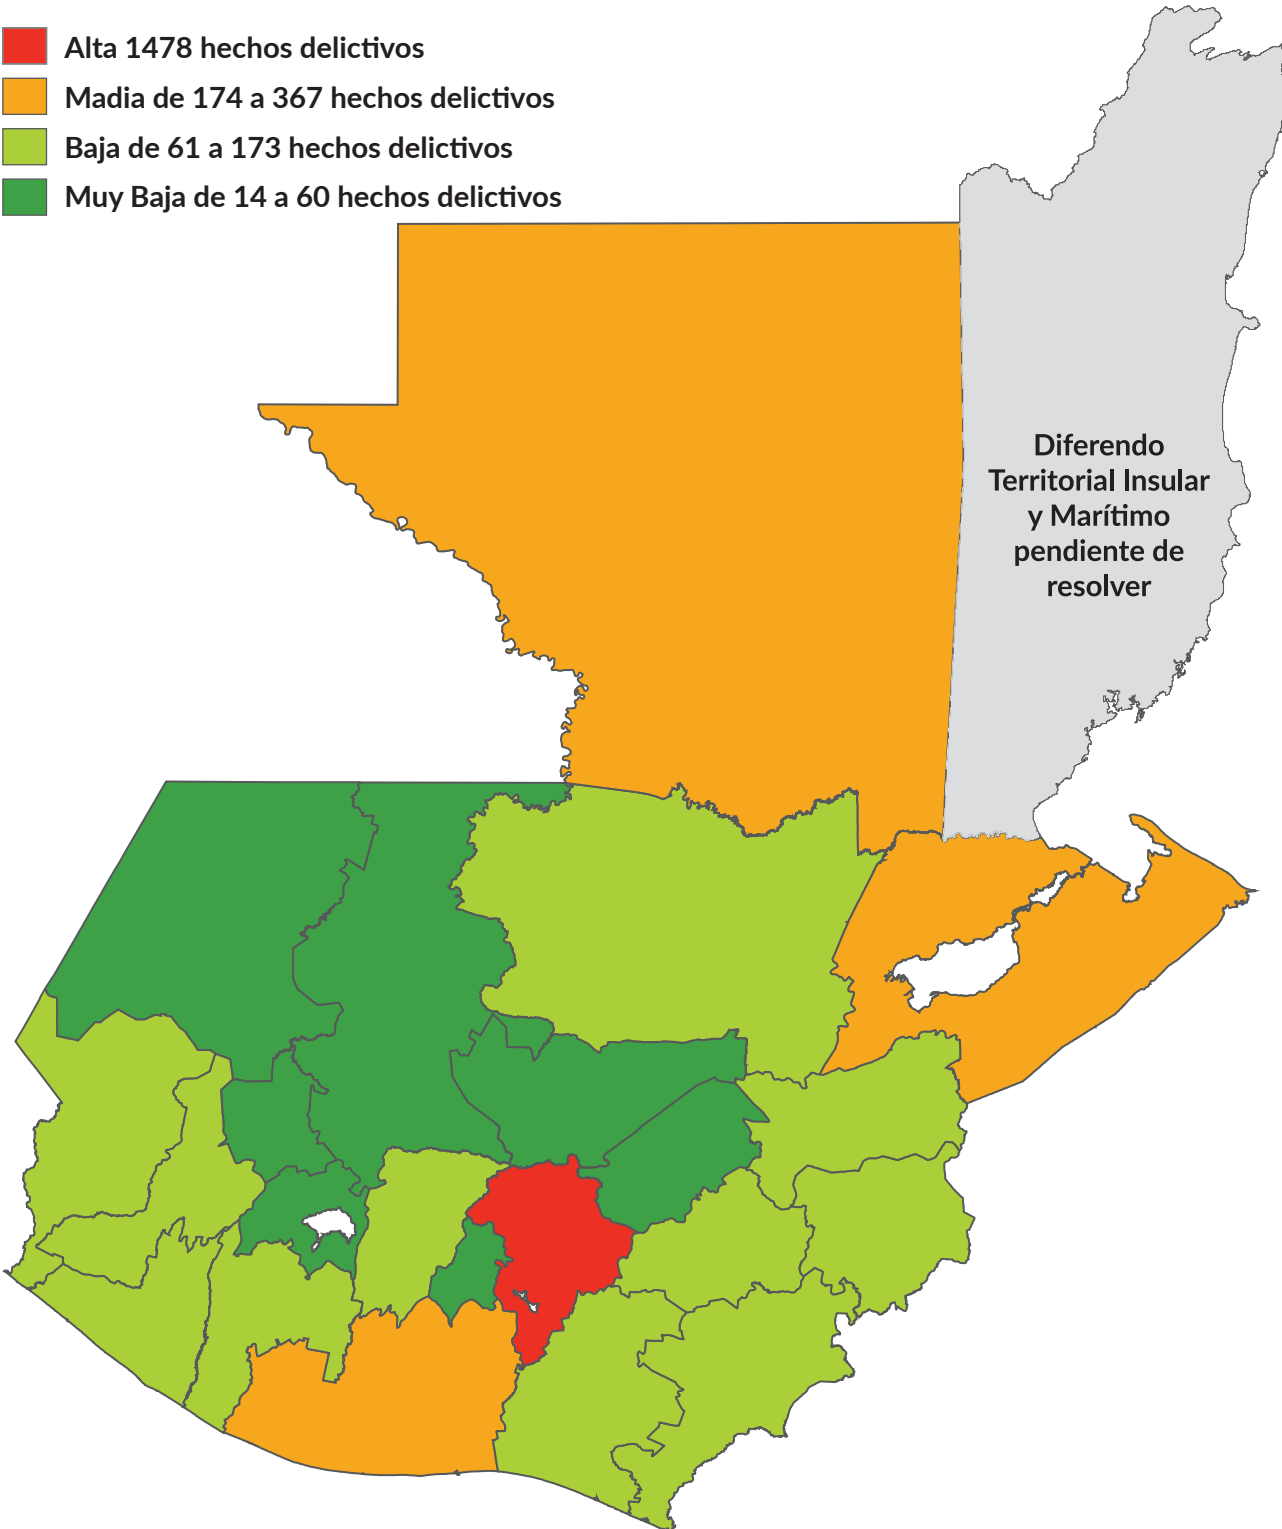 Alta 1478 hechos delictivos
Madia de 174 a 367 hechos delictivos
Baja de 61 a 173 hechos delictivos
Muy Baja de 14 a 60 hechos delictivos
Diferendo
Territorial Insular
y Marítimo
pendiente de
resolver